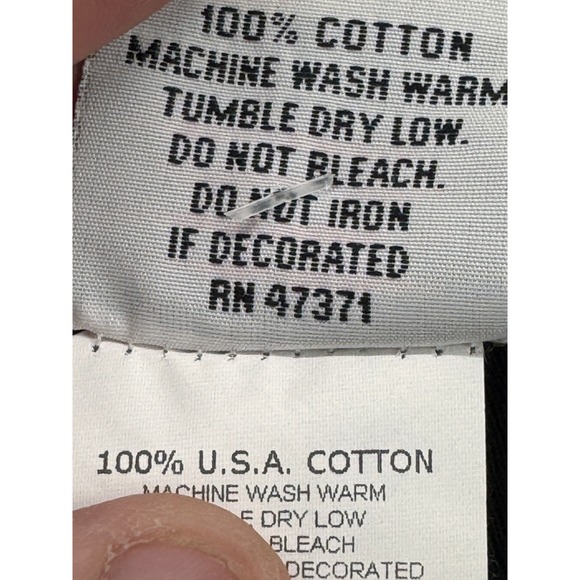 100% COTTON
MACHINE WASH WARM
TUMBLE DRY LOW.
DO NOT BLEACH.
DO NOT IRON
IF DECORATED
RN 47371
100% U.S.A. COTTON
MACHINE WASH WARM
DRY LOW
BLEACH
DECORATED